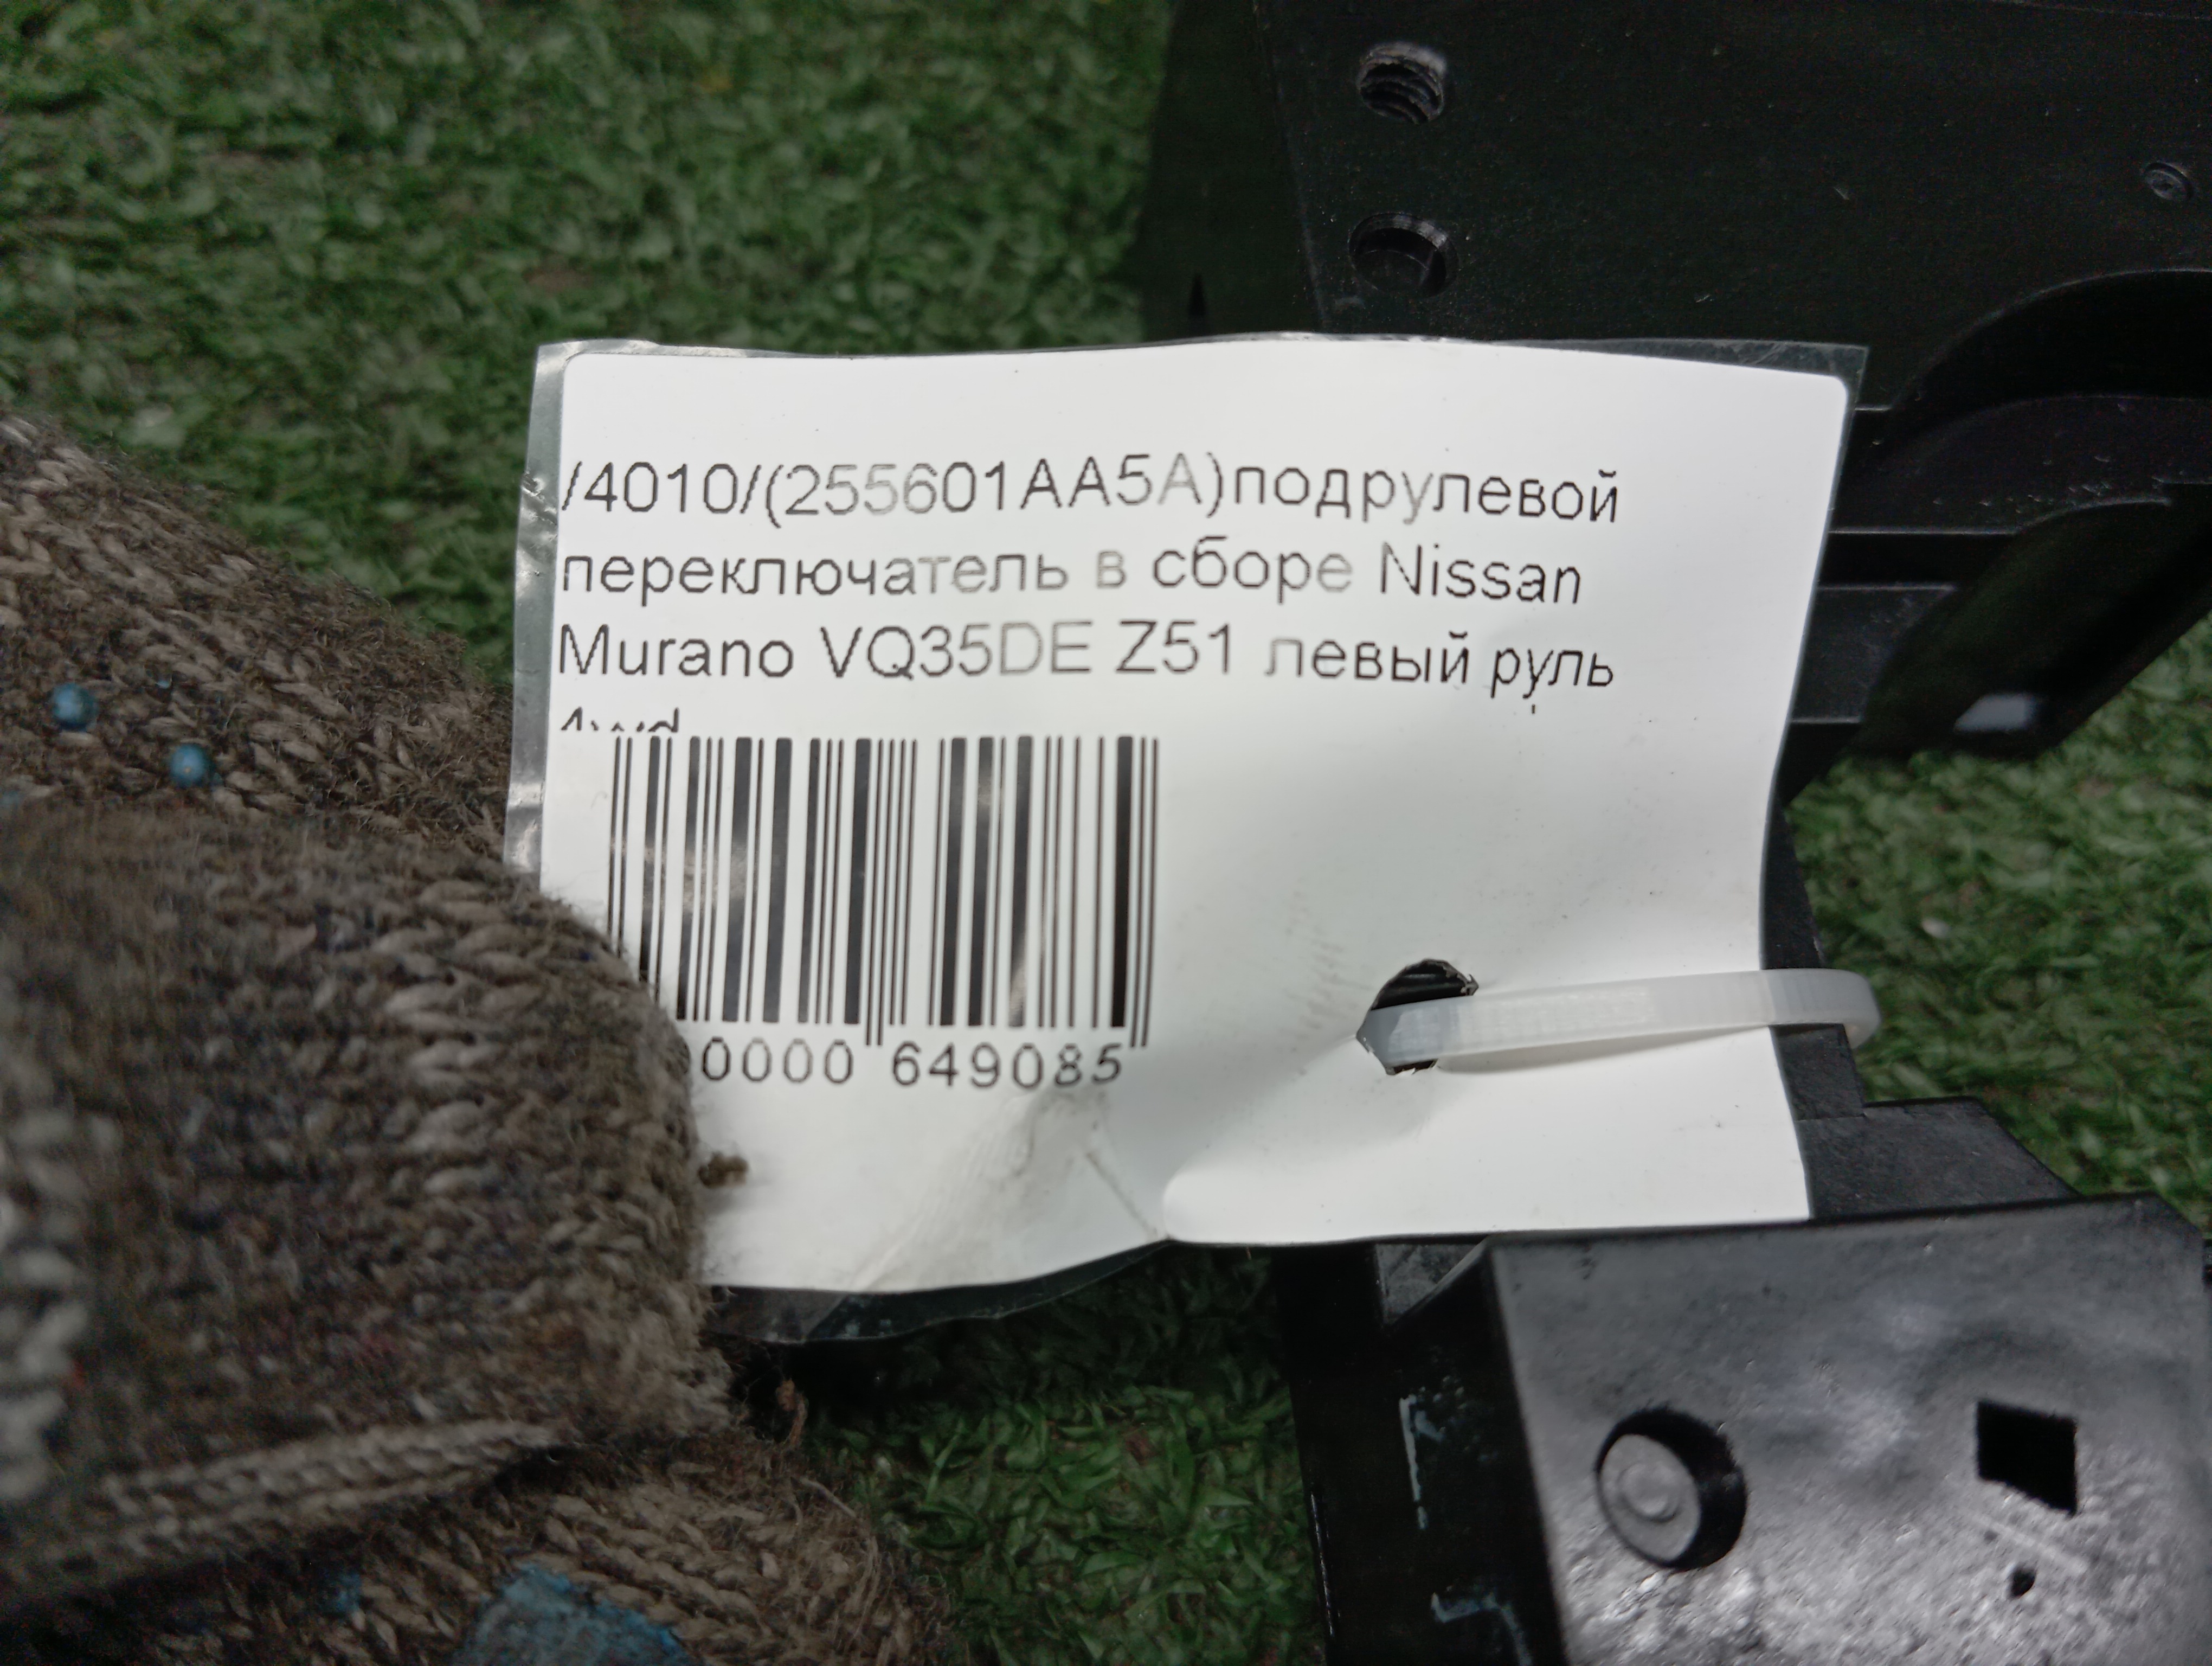 /4010/(255601AA5A)подрулевой
переключатель в сборе Nissan
Murano VQ35DE Z51 левый руль
0000 649085